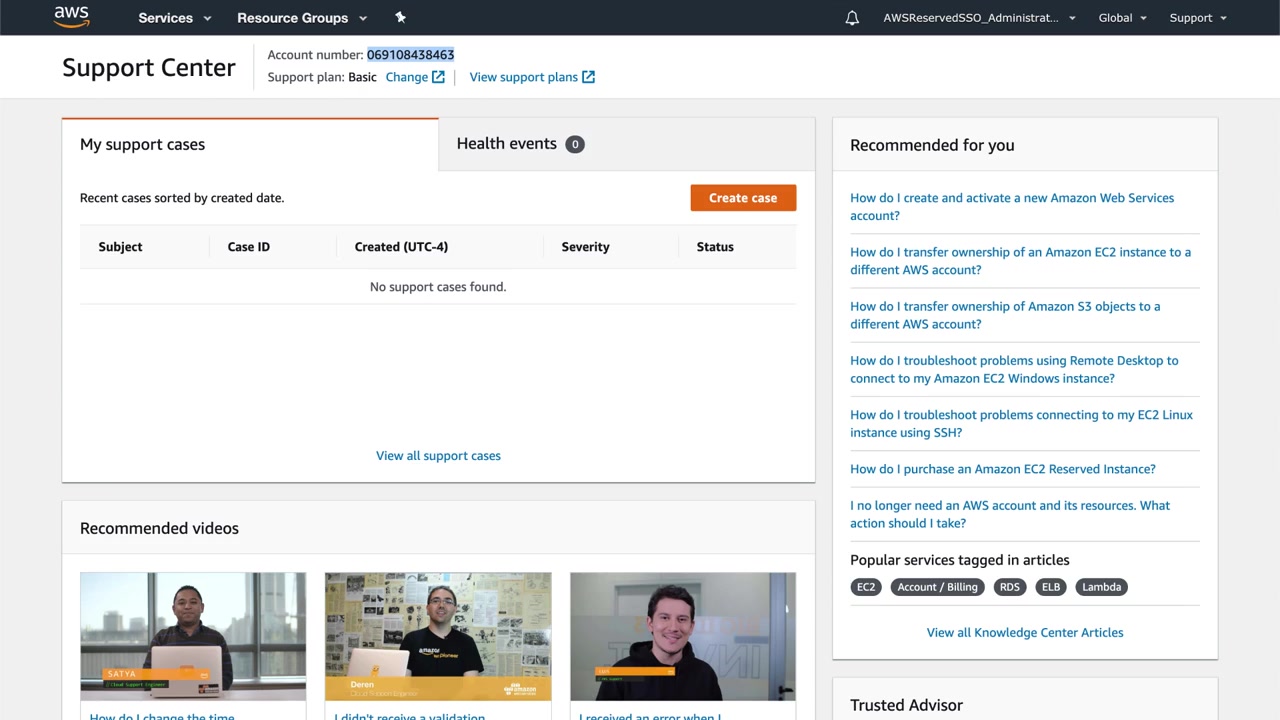 aws
Services
Resource Groups
AWSReservedSSO_Administrat...
Global
Support
Support Center
Account number: 069108438463
Support plan: Basic Change
View support plans
My support cases
Health events 0
Recent cases sorted by created date.
Create case
Subject Case ID Created (UTC-4) Severity Status
No support cases found.
View all support cases
Recommended videos
SATYA
Cloud Support Engineer
amazon
Deren
Cloud Support Engineer
How do I change the time
I didn't receive a validation
I received an error when I
Recommended for you
How do I create and activate a new Amazon Web Services
account?
How do I transfer ownership of an Amazon EC2 instance to a
different AWS account?
How do I transfer ownership of Amazon S3 objects to a
different AWS account?
How do I troubleshoot problems using Remote Desktop to
connect to my Amazon EC2 Windows instance?
How do I troubleshoot problems connecting to my EC2 Linux
instance using SSH?
How do I purchase an Amazon EC2 Reserved Instance?
I no longer need an AWS account and its resources. What
action should I take?
Popular services tagged in articles
EC2 Account / Billing RDS ELB Lambda
View all Knowledge Center Articles
Trusted Advisor